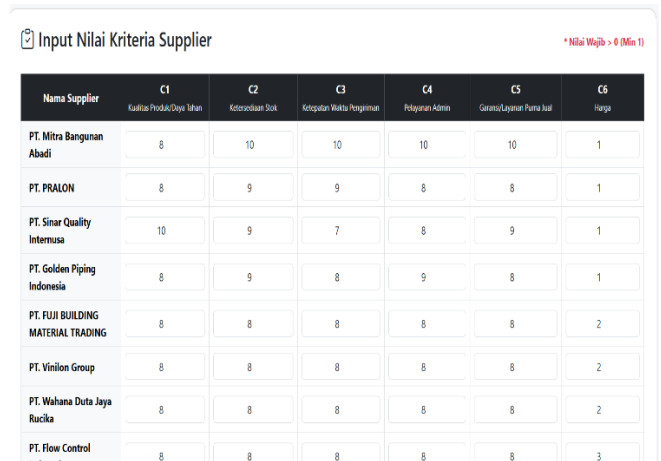 Input Nilai Kriteria Supplier
* Nilai Wajib > 0 (Min 1)
Nama Supplier C1 C2 C3 C4 C5 C6
Kualitas Produk/Daya Tahan Ketersediaan Stok Ketepatan Waktu Pengiriman Pelayanan Admin Garansi/Layanan Purna Jual Harga
PT. Mitra Bangunan
Abadi
8 10 10 10 10 1
PT. PRALON 8 9 9 8 8 1
PT. Sinar Quality
Internusa
10 9 7 8 9 1
PT. Golden Piping
Indonesia
8 9 8 9 8 1
PT. FUJI BUILDING
MATERIAL TRADING
8 8 8 8 8 2
PT. Vinilon Group 8 8 8 8 8 2
PT. Wahana Duta Jaya
Rucika
8 8 8 8 8 2
PT. Flow Control
8 8 8 8 8 3